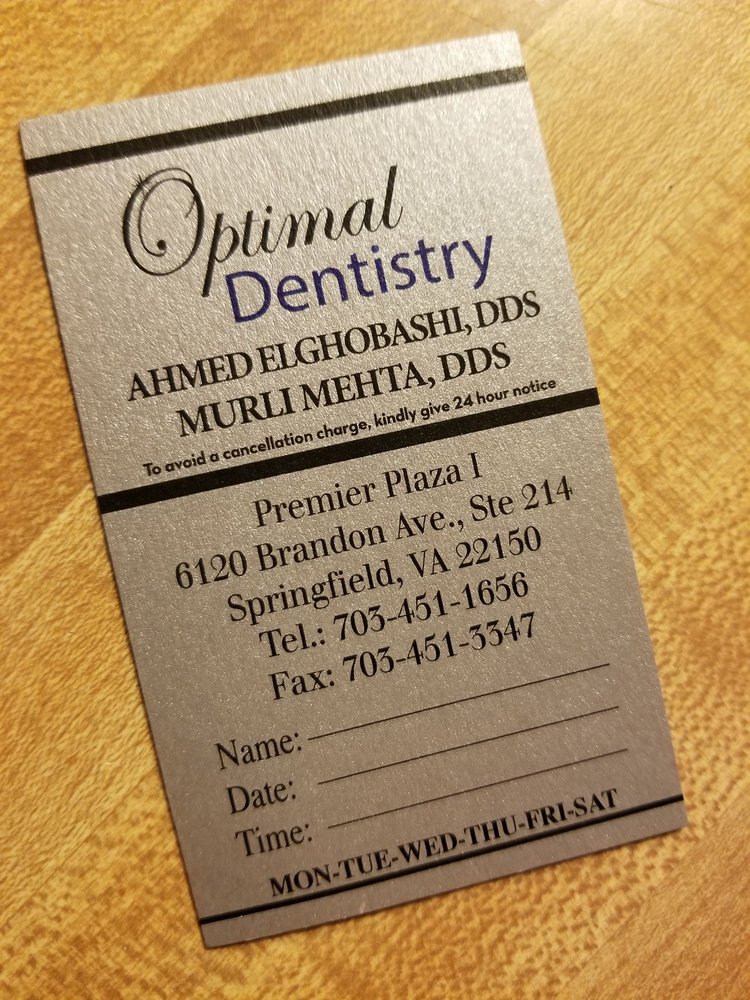 Optimal
Dentistry
AHMED ELGHOBASHI, DDS
MURLI MEHTA, DDS
To avoid a cancellation charge, kindly give 24 hour notice
Premier Plaza I
6120 Brandon Ave., Ste 214
Springfield, VA 22150
Tel.: 703-451-1656
Fax: 703-451-3347
Name:
Date:
Time:
MON-TUE-WED-THU-FRI-SAT